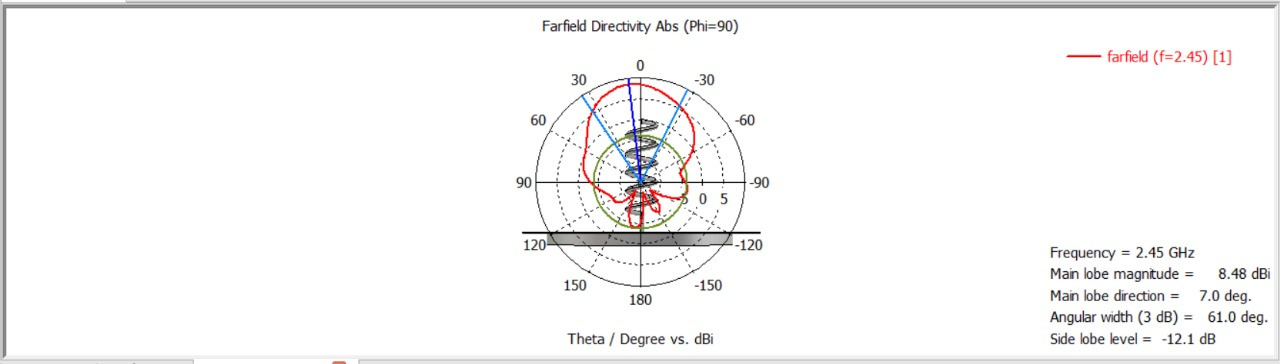 Farfield Directivity Abs (Phi=90)
farfield (f=2.45) [1]
0
30
-30
60
-60
90
-90
0 5
120
-120
150
-150
180
Theta / Degree vs. dBi
Frequency = 2.45 GHz
Main lobe magnitude = 8.48 dBi
Main lobe direction = 7.0 deg.
Angular width (3 dB) = 61.0 deg.
Side lobe level = -12.1 dB